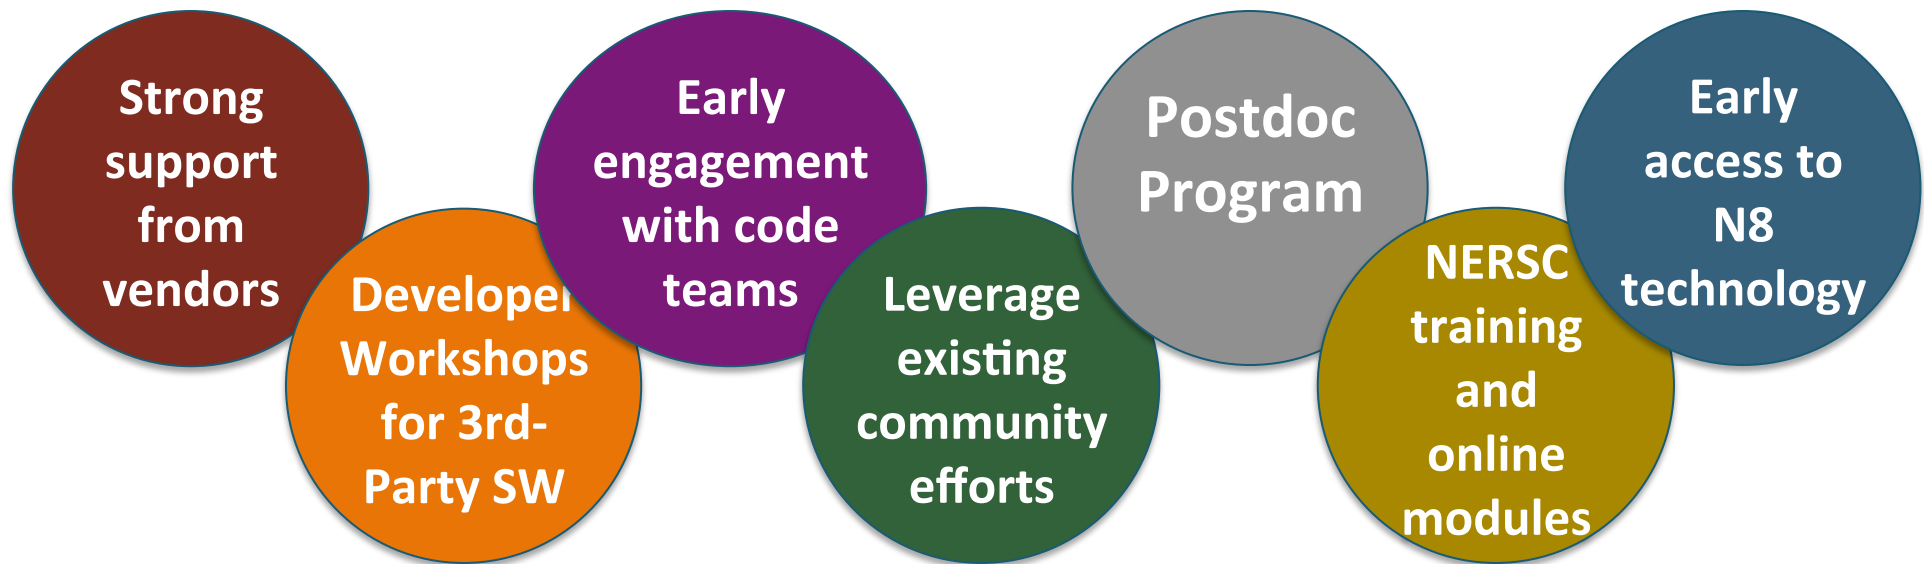 Strong
support
from
vendors
Developer
Workshops
for 3rd-
Party SW
Early
engagement
with code
teams
Leverage
existing
community
efforts
Postdoc
Program
NERSC
training
and
online
modules
Early
access to
N8
technology